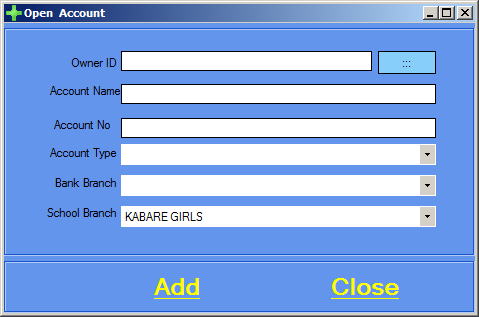 Open Account
Owner ID
:::
Account Name
Account No
Account Type
Bank Branch
School Branch KABARE GIRLS
Add Close